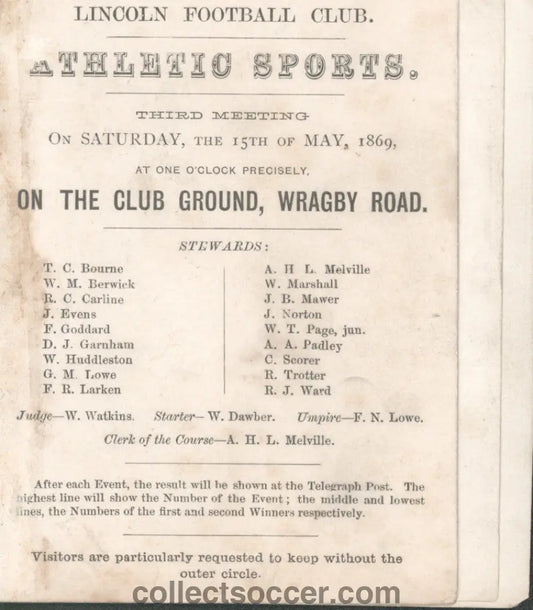 LINCOLN FOOTBALL CLUB.
ATHLETIC SPORTS.
THIRD MEETING
ON SATURDAY, THE 15TH OF MAY, 1869,
AT ONE O'CLOCK PRECISELY,
ON THE CLUB GROUND, WRAGBY ROAD.
STEWARDS:
T. C. Bourne
W. M. Berwick
R. C. Carline
J. Evens
F. Goddard
D. J. Garnham
W. Huddleston
G. M. Lowe
F. R. Larken
A. H L. Melville
W. Marshall
J. B. Mawer
J. Norton
W. T. Page, jun.
A. A. Padley
C. Scorer
R. Trotter
R. J. Ward
Judge—W. Watkins. Starter—W. Dawber. Umpire—F. N. Lowe.
Clerk of the Course—A. H. L. Melville.
After each Event, the result will be shown at the Telegraph Post. The
highest line will show the Number of the Event; the middle and lowest
lines, the Numbers of the first and second Winners respectively.
Visitors are particularly requested to keep without the
outer circle.
collectsoccer.com